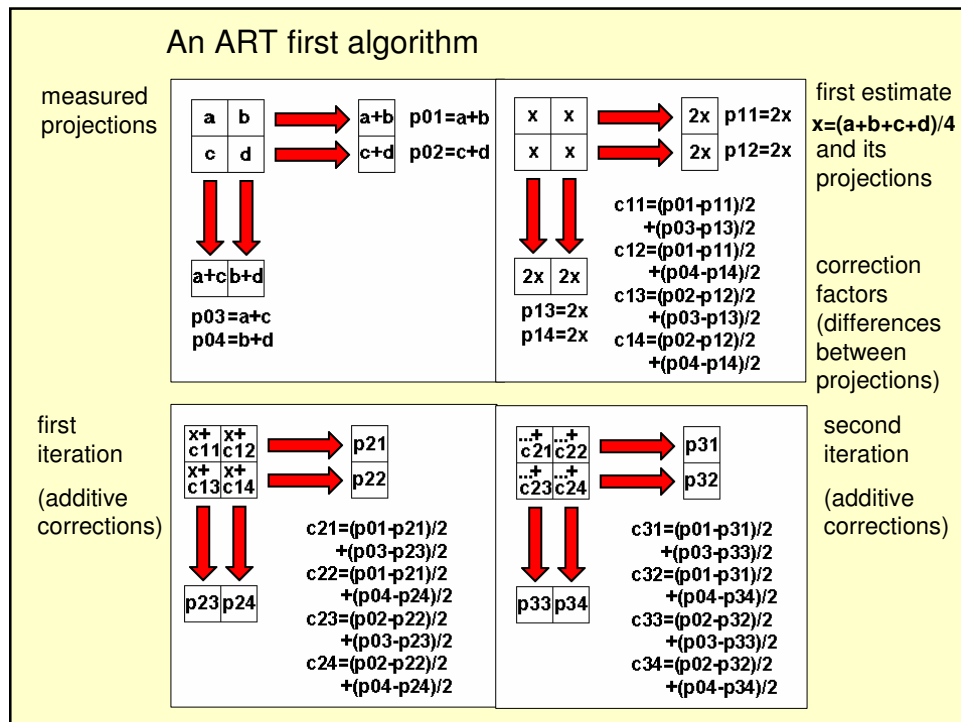 An ART first algorithm
measured
projections
a b
c d
a+b p01=a+b
c+d p02=c+d
a+c b+d
p03=a+c
p04=b+d
x x
x x
2x p11=2x
2x p12=2x
2x 2x
p13=2x
p14=2x
c11=(p01-p11)/2
+(p03-p13)/2
c12=(p01-p11)/2
+(p04-p14)/2
c13=(p02-p12)/2
+(p03-p13)/2
c14=(p02-p12)/2
+(p04-p14)/2
first estimate
x=(a+b+c+d)/4
and its
projections
correction
factors
(differences
between
projections)
first
iteration
(additive
corrections)
x+ x+
c11 c12
x+ x+
c13 c14
p21
p22
p23 p24
c21=(p01-p21)/2
+(p03-p23)/2
c22=(p01-p21)/2
+(p04-p24)/2
c23=(p02-p22)/2
+(p03-p23)/2
c24=(p02-p22)/2
+(p04-p24)/2
...+ ...+
c21 c22
...+ ...+
c23 c24
p31
p32
p33 p34
c31=(p01-p31)/2
+(p03-p33)/2
c32=(p01-p31)/2
+(p04-p34)/2
c33=(p02-p32)/2
+(p03-p33)/2
c34=(p02-p32)/2
+(p04-p34)/2
second
iteration
(additive
corrections)